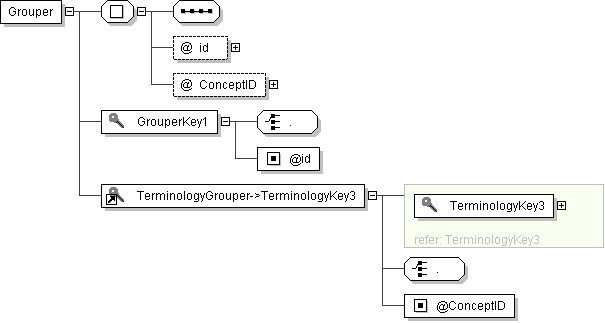 Grouper
@ id
@ ConceptID
GrouperKey1
.
@id
TerminologyGrouper->TerminologyKey3
TerminologyKey3
refer: TerminologyKey3
.
@ConceptID